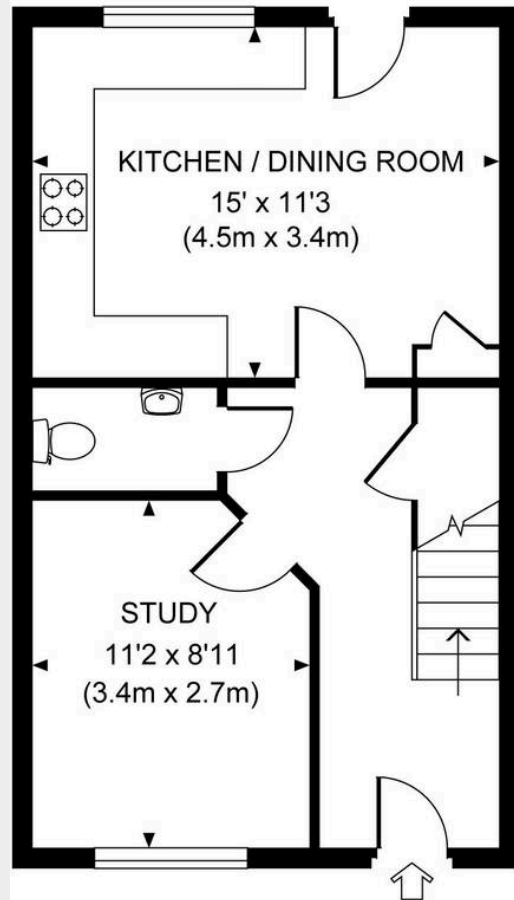 KITCHEN / DINING ROOM
15' x 11'3
(4.5m x 3.4m)
STUDY
11'2 x 8'11
(3.4m x 2.7m)